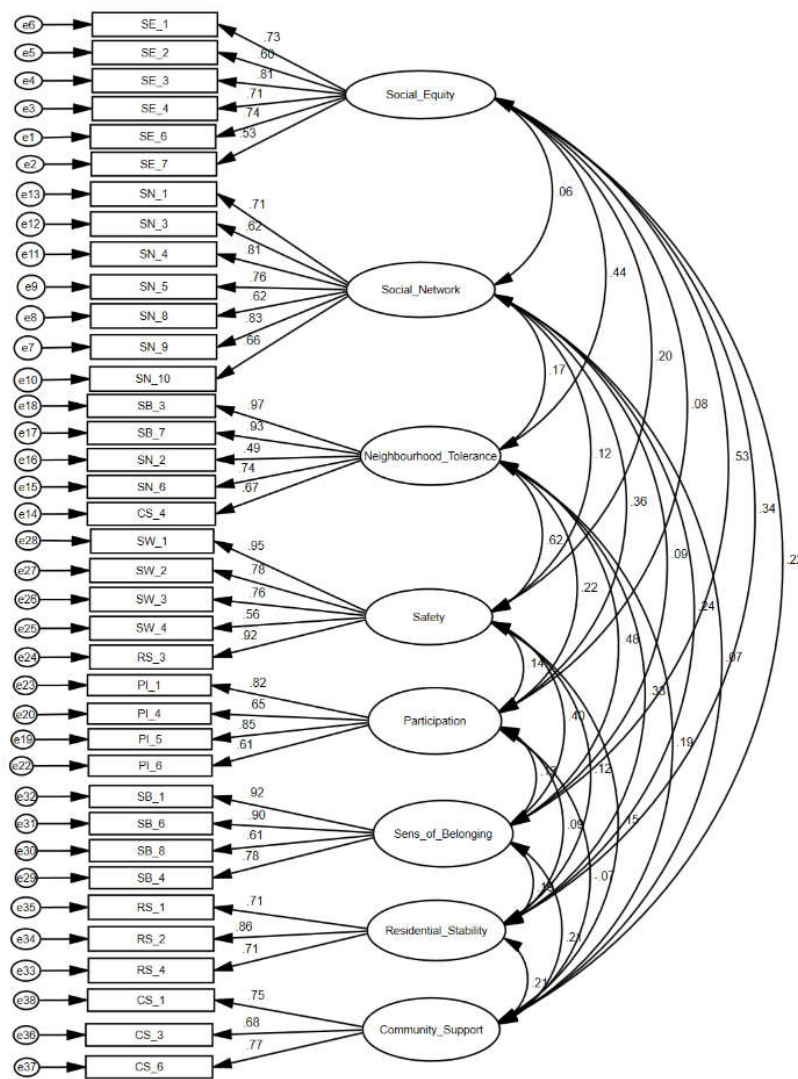 e6 SE_1
.73
e5 SE_2
.60
e4 SE_3
.81
Social_Equity
e3 SE_4
.71
e1 SE_6
.74
e2 SE_7
.53
e13 SN_1
.71
.06
e12 SN_3
.62
e11 SN_4
.81
.44
e9 SN_5
.76
Social_Network
e8 SN_8
.62
e7 SN_9
.83
e10 SN_10
.66
.20
.17
.08
e18 SB_3
.97
e17 SB_7
.93
.53
e16 SN_2
.49
Neighbourhood_Tolerance
.12
e15 SN_6
.74
.36
.34
e14 CS_4
.67
e28 SW_1
.95
.62
.09
e27 SW_2
.78
.22
.24
.07
e26 SW_3
.76
Safety
e25 SW_4
.56
.48
e24 RS_3
.92
.14
.33
e23 PI_1
.82
e20 PI_4
.65
Participation
.40
.19
e19 PI_5
.85
.12
e22 PI_6
.61
e32 SB_1
.92
e31 SB_6
.90
Sens_of_Belonging
.09
.15
e30 SB_8
.61
e29 SB_4
.78
-.07
e35 RS_1
.71
.21
e34 RS_2
.86
Residential_Stability
e33 RS_4
.71
.21
e38 CS_1
.75
e36 CS_3
.68
Community_Support
e37 CS_6
.77